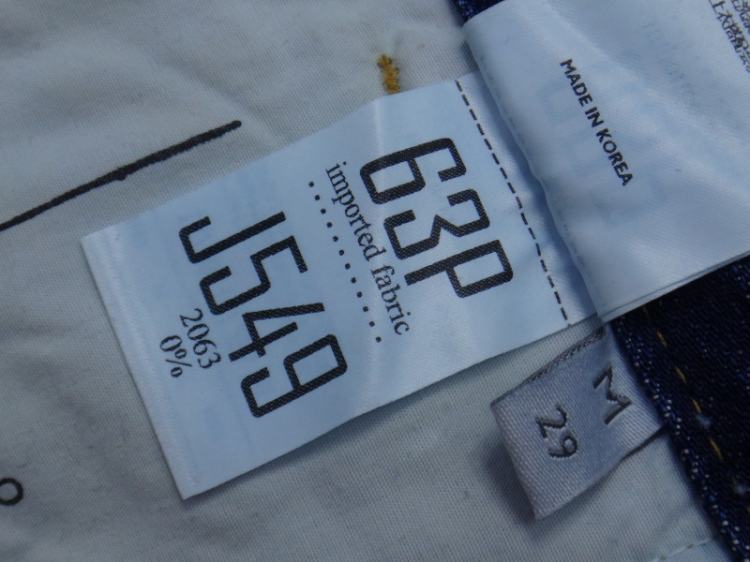 63P
imported fabric
J549
2063
0%
MADE IN KOREA
M
29